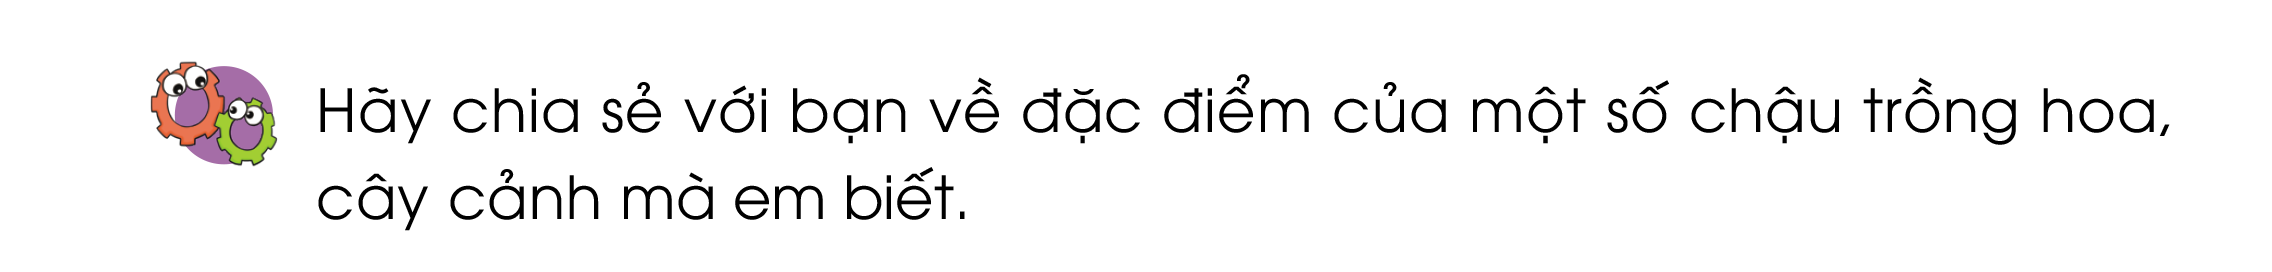 Hãy chia sẻ với bạn về đặc điểm của một số chậu trồng hoa,
cây cảnh mà em biết.